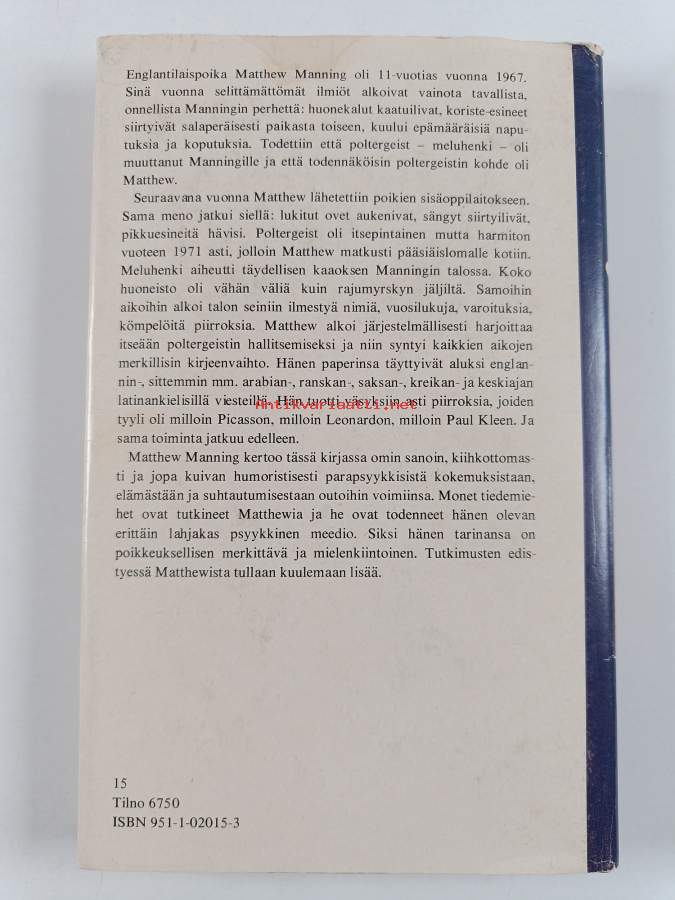 Englantilaispoika Matthew Manning oli 11-vuotias vuonna 1967.
Sinä vuonna selittämättömät ilmiöt alkoivat vainota tavallista,
onnellista Manningin perhettä: huonekalut kaatuilivat, koriste-esineet
siirtyivät salaperäisesti paikasta toiseen, kuului epämääräisiä napu-
tuksia ja koputuksia. Todettiin että poltergeist – meluhenki – oli
muuttanut Manningille ja että todennäköisin poltergeistin kohde oli
Matthew.
Seuraavana vuonna Matthew lähetettiin poikien sisäoppilaitokseen.
Sama meno jatkui siellä: lukitut ovet aukenivat, sängyt siirtyilivät,
pikkuesineitä hävisi. Poltergeist oli itsepintainen mutta harmiton
vuoteen 1971 asti, jolloin Matthew matkusti pääsiäislomalle kotiin.
Meluhenki aiheutti täydellisen kaaoksen Manningin talossa. Koko
huoneisto oli vähän väliä kuin rajumyrskyn jäljiltä. Samoihin
aikoihin alkoi talon seiniin ilmestyä nimiä, vuosilukuja, varoituksia,
kömpelöitä piirroksia. Matthew alkoi järjestelmällisesti harjoittaa
itseään poltergeistin hallitsemiseksi ja niin syntyi kaikkien aikojen
merkillisin kirjeenvaihto. Hänen paperinsa täyttyivät aluksi englan-
nin-, sittemmin mm. arabian-, ranskan-, saksan-, kreikan- ja keskiajan
latinankielisillä viesteillä. Hän tuotti väsyksiin asti piirroksia, joiden
Antikvariaatti.net
tyyli oli milloin Picasson, milloin Leonardon, milloin Paul Kleen. Ja
sama toiminta jatkuu edelleen.
Matthew Manning kertoo tässä kirjassa omin sanoin, kiihkottomas-
ti ja jopa kuivan humoristisesti parapsyykkisistä kokemuksistaan,
elämästään ja suhtautumisestaan outoihin voimiinsa. Monet tiedemie-
het ovat tutkineet Matthewia ja he ovat todenneet hänen olevan
erittäin lahjakas psyykkinen meedio. Siksi hänen tarinansa on
poikkeuksellisen merkittävä ja mielenkiintoinen. Tutkimusten edis-
tyessä Matthewista tullaan kuulemaan lisää.
15
Tilno 6750
ISBN 951-1-02015-3